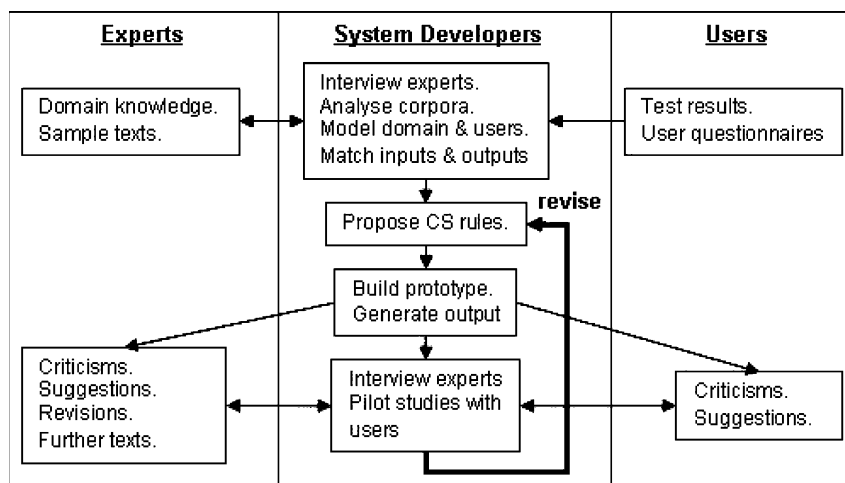 Experts
System Developers
Users
Domain knowledge.
Sample texts.
Interview experts.
Analyse corpora.
Model domain & users.
Match inputs & outputs
Test results.
User questionnaires
revise
Propose CS rules.
Build prototype.
Generate output
Criticisms.
Suggestions.
Revisions.
Further texts.
Interview experts
Pilot studies with
users
Criticisms.
Suggestions.